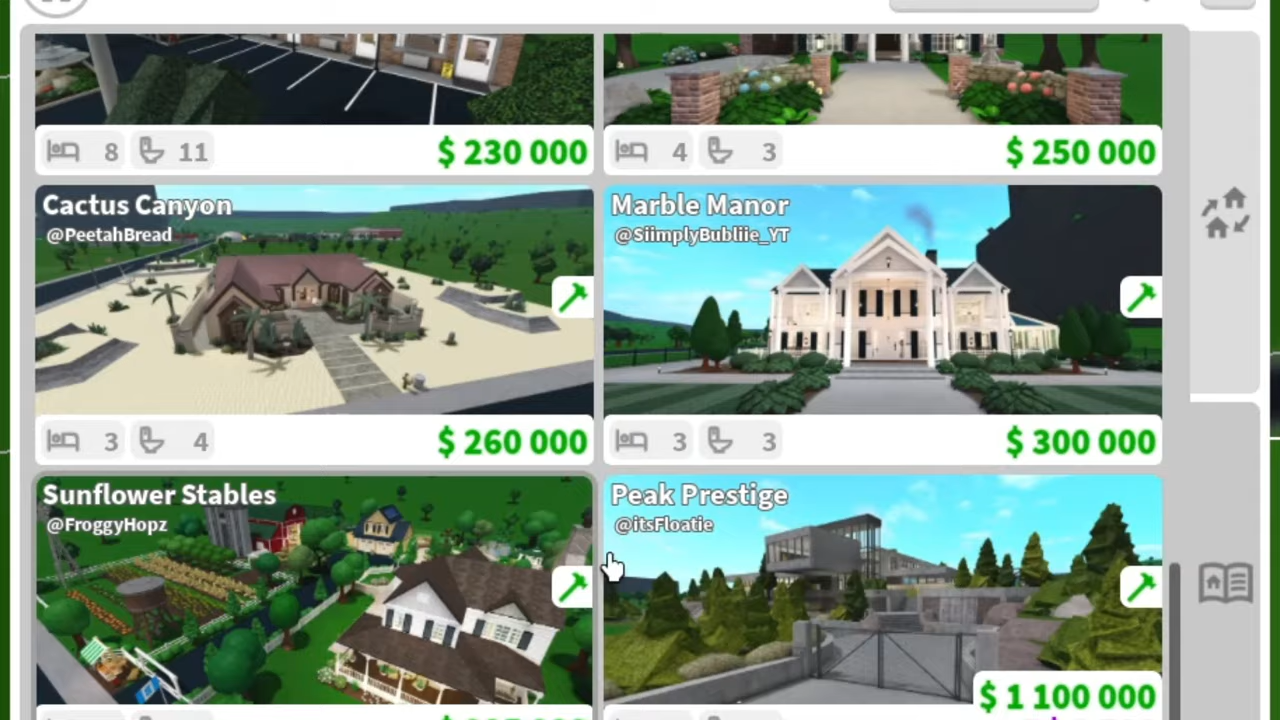 8 11 $ 230 000
4 3 $ 250 000
Cactus Canyon
@PeetahBread
3 4 $ 260 000
Marble Manor
@SiimplyBubliie_YT
3 3 $ 300 000
Sunflower Stables
@FroggyHopz
Peak Prestige
@itsFloatie
$ 1 100 000